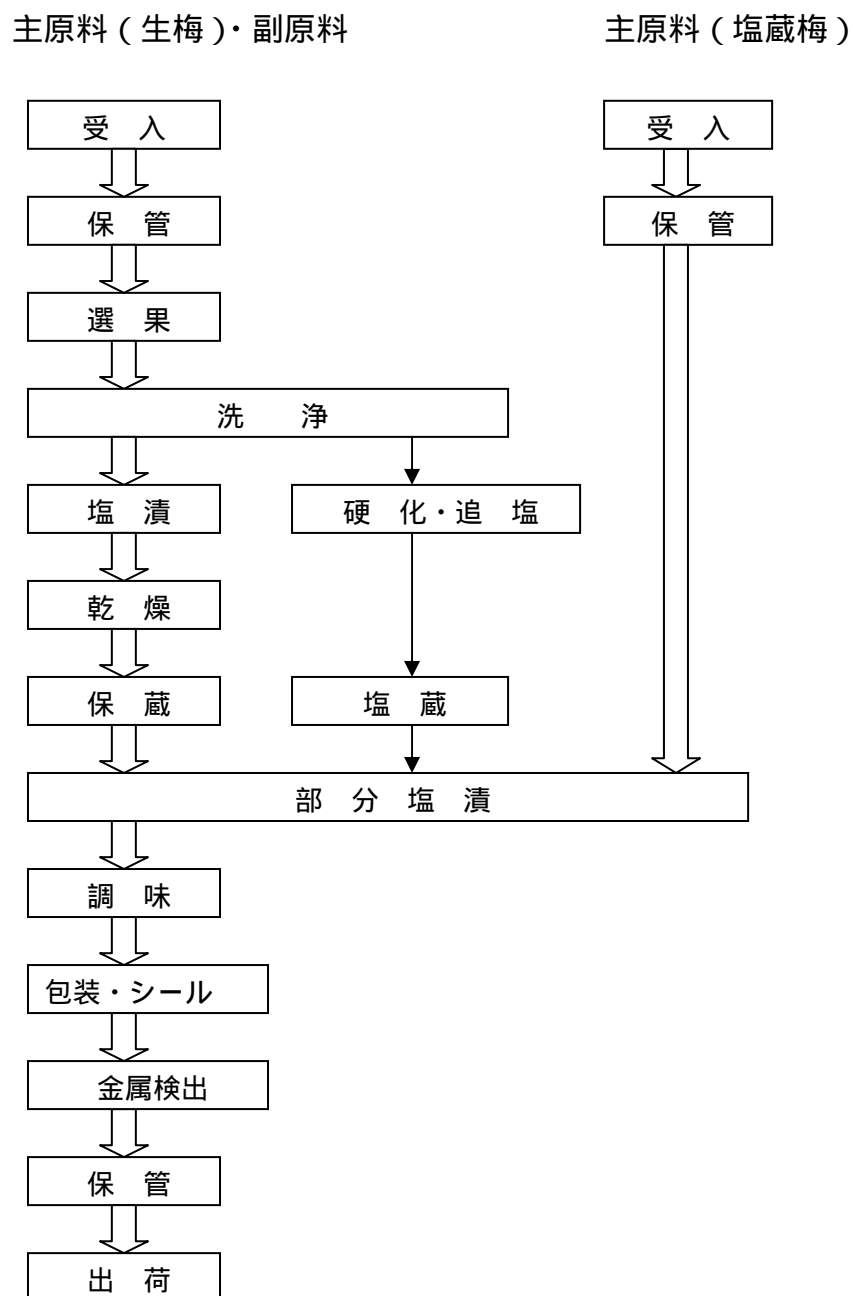 主原料（生梅）・副原料 主原料（塩蔵梅）
受 入 受 入
保 管 保 管
選 果
洗 浄
塩 漬 硬 化・追 塩
乾 燥
保 蔵 塩 蔵
部 分 塩 漬
調 味
包装・シール
金属検出
保 管
出 荷